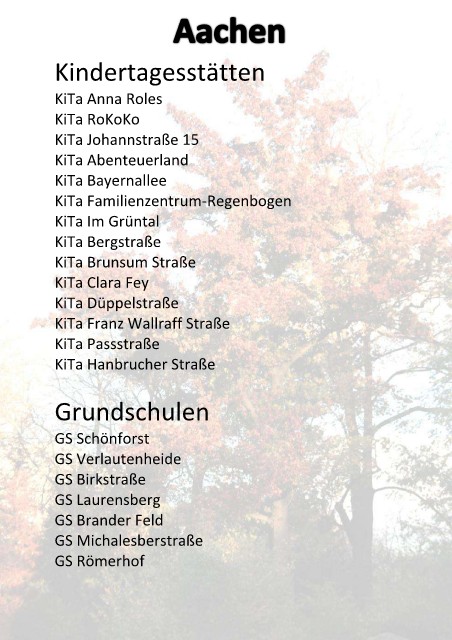 Aachen
Kindertagesstätten
KiTa Anna Roles
KiTa RoKoKo
KiTa Johannstraße 15
KiTa Abenteuerland
KiTa Bayernallee
KiTa Familienzentrum-Regenbogen
KiTa Im Grüntal
KiTa Bergstraße
KiTa Brunsum Straße
KiTa Clara Fey
KiTa Düppelstraße
KiTa Franz Wallraff Straße
KiTa Passstraße
KiTa Hanbrucher Straße
Grundschulen
GS Schönforst
GS Verlautenheide
GS Birkstraße
GS Laurensberg
GS Brander Feld
GS Michalesberstraße
GS Römerhof